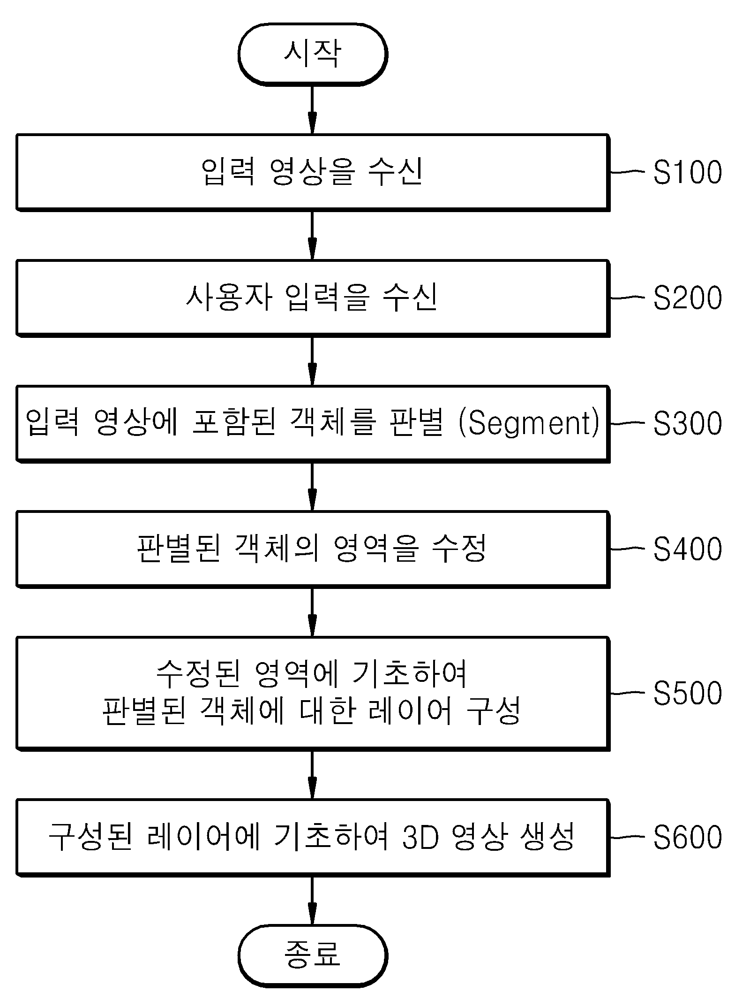 시작
입력 영상을 수신
S100
사용자 입력을 수신
S200
입력 영상에 포함된 객체를 판별 (Segment)
S300
판별된 객체의 영역을 수정
S400
수정된 영역에 기초하여
판별된 객체에 대한 레이어 구성
S500
구성된 레이어에 기초하여 3D 영상 생성
S600
종료